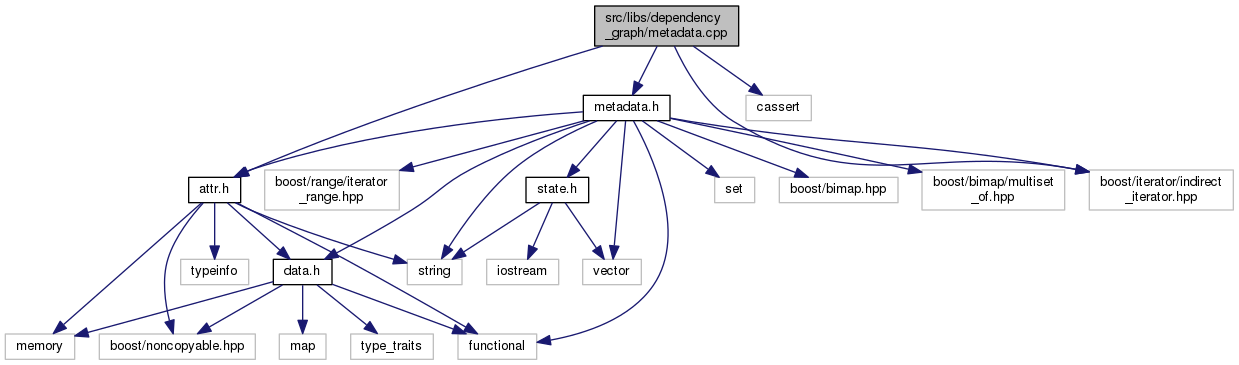 src/libs/dependency
_graph/metadata.cpp
metadata.h
cassert
attr.h
boost/range/iterator
_range.hpp
state.h
set
boost/bimap.hpp
boost/bimap/multiset
_of.hpp
boost/iterator/indirect
_iterator.hpp
typeinfo
data.h
string
iostream
vector
memory
boost/noncopyable.hpp
map
type_traits
functional